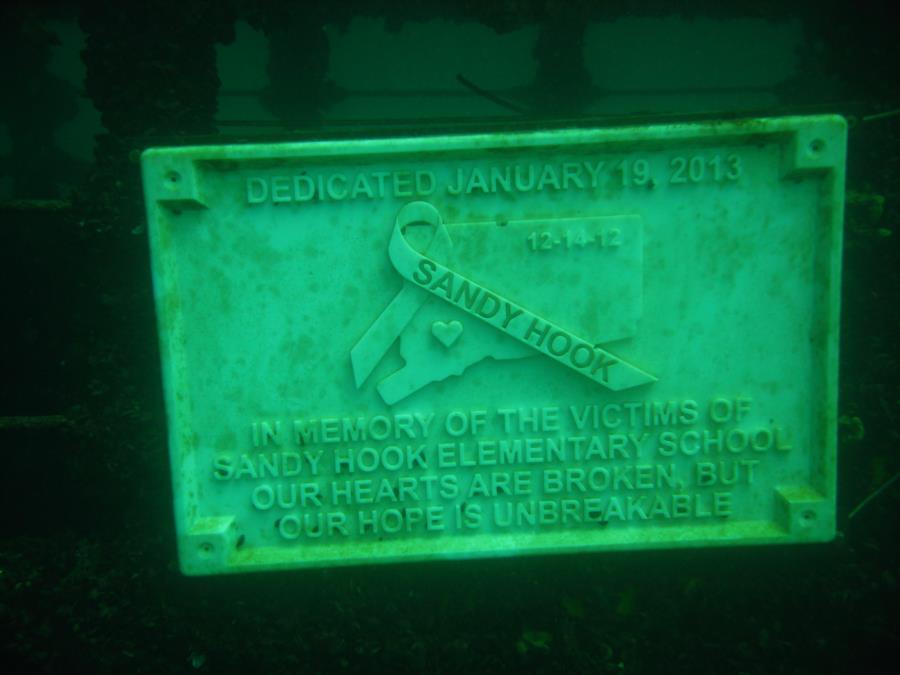 DEDICATED JANUARY 19, 2013
12-14-12
SANDY HOOK
IN MEMORY OF THE VICTIMS OF
SANDY HOOK ELEMENTARY SCHOOL
OUR HEARTS ARE BROKEN, BUT
OUR HOPE IS UNBREAKABLE